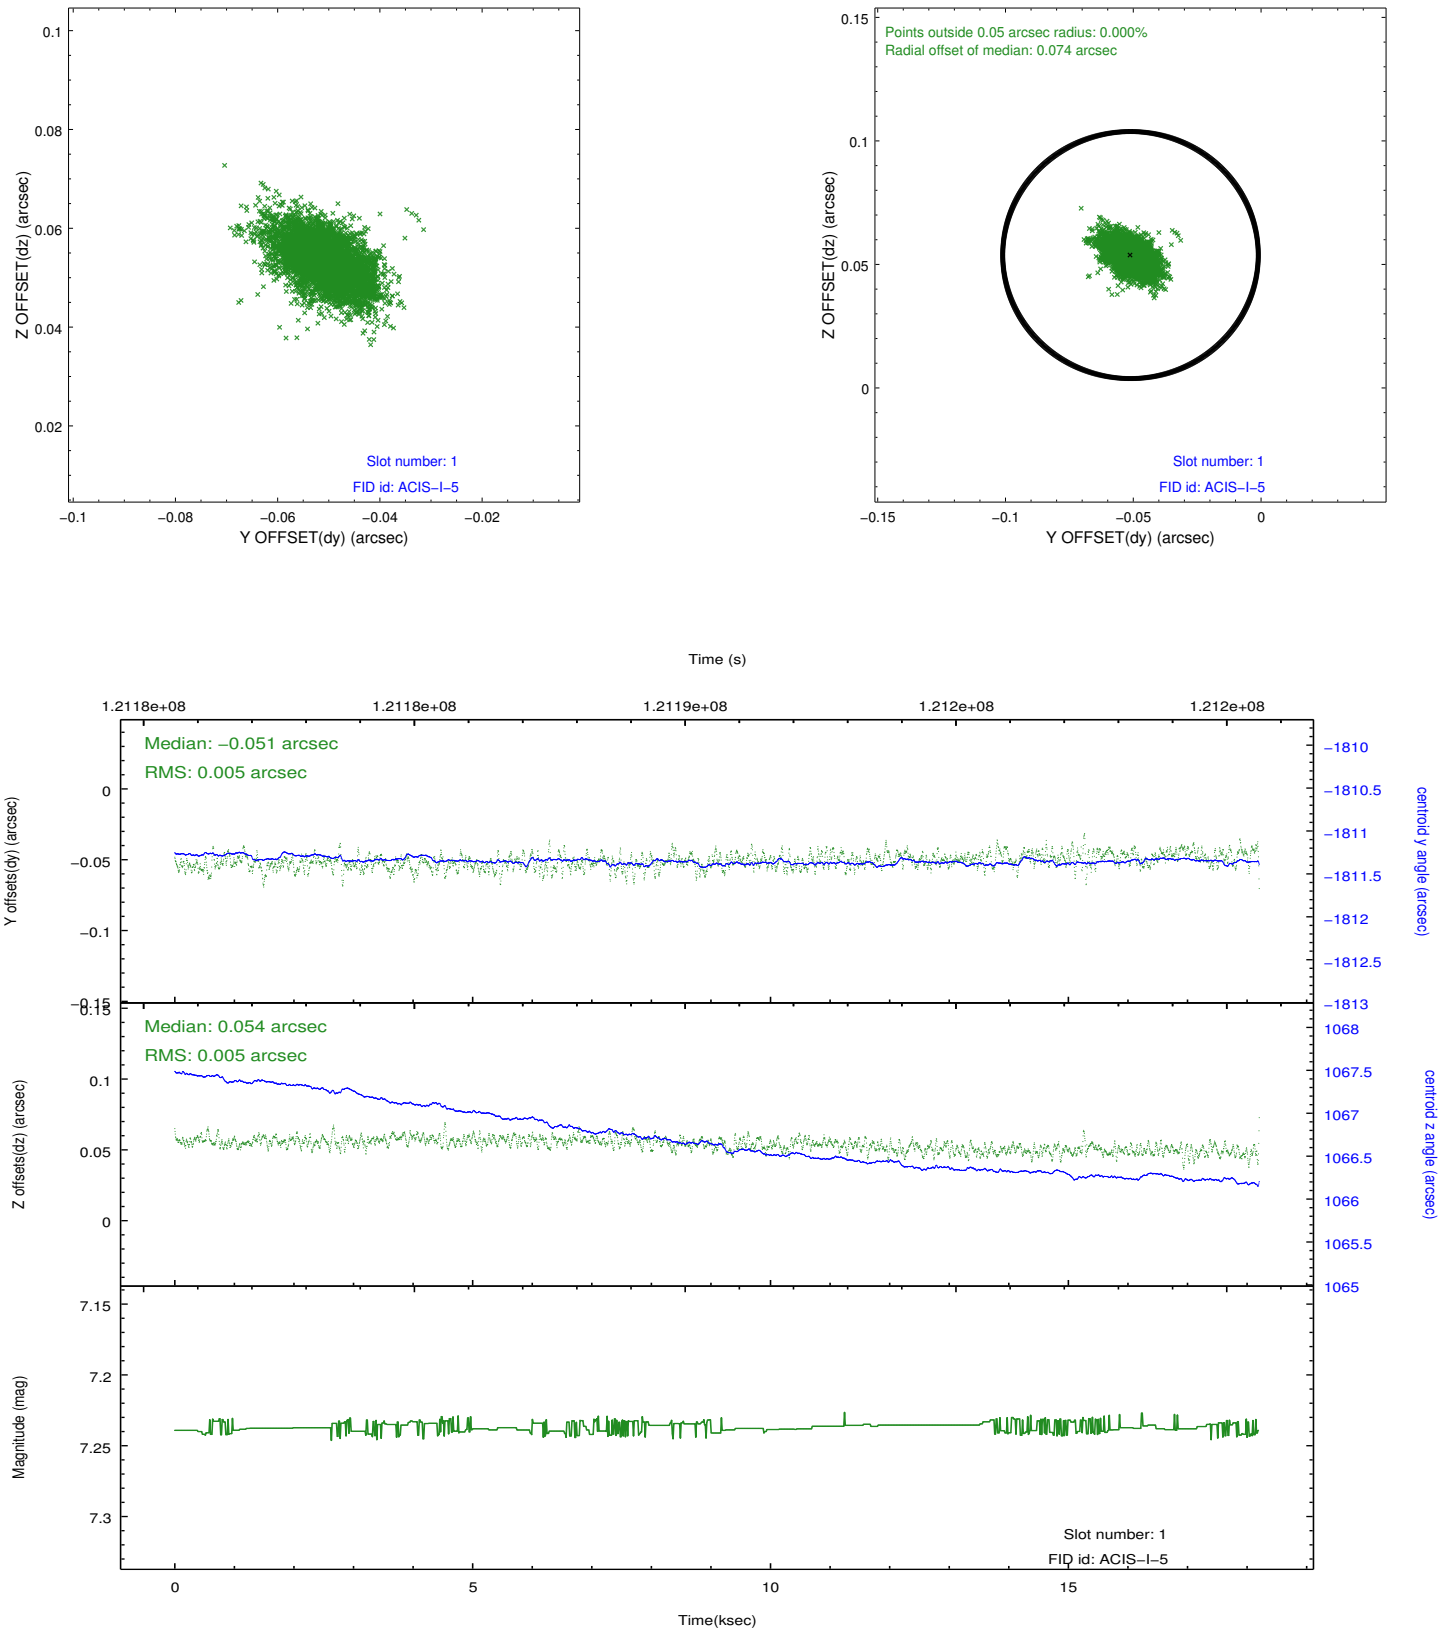 0.1
0.08
0.06
0.04
0.02
Z OFFSET(dz) (arcsec)
Slot number: 1
FID id: ACIS−I−5
−0.1 −0.08 −0.06 −0.04 −0.02
Y OFFSET(dy) (arcsec)
Points outside 0.05 arcsec radius: 0.000%
Radial offset of median: 0.074 arcsec
0.15
0.1
0.05
0
Z OFFSET(dz) (arcsec)
Slot number: 1
FID id: ACIS−I−5
−0.15 −0.1 −0.05 0
Y OFFSET(dy) (arcsec)
Time (s)
1.2118e+08 1.2118e+08 1.2119e+08 1.212e+08 1.212e+08
Median: −0.051 arcsec
RMS: 0.005 arcsec
0
−0.05
−0.1
−0.15
Y offsets(dy) (arcsec)
−1810
−1810.5
−1811
−1811.5
−1812
−1812.5
−1813
centroid y angle (arcsec)
Median: 0.054 arcsec
RMS: 0.005 arcsec
0.15
0.1
0.05
0
Z offsets(dz) (arcsec)
1068
1067.5
1067
1066.5
1066
1065.5
1065
centroid z angle (arcsec)
7.15
7.2
7.25
7.3
Magnitude (mag)
Slot number: 1
FID id: ACIS−I−5
0 5 10 15
Time(ksec)